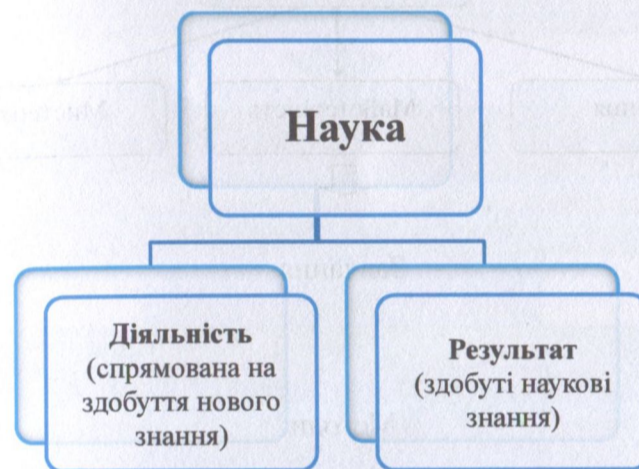 Наука
Діяльність
(спрямована на
здобуття нового
знання)
Результат
(здобуті наукові
знання)